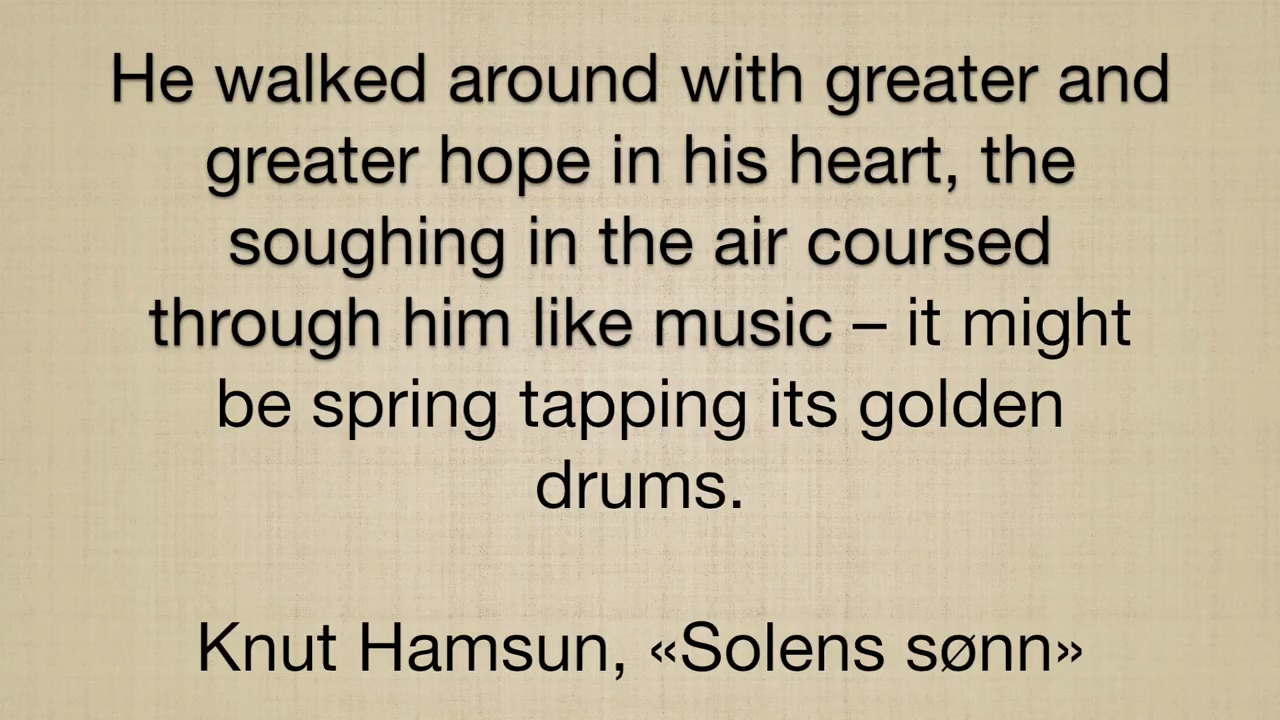 He walked around with greater and
greater hope in his heart, the
soughing in the air coursed
through him like music – it might
be spring tapping its golden
drums.
Knut Hamsun, «Solens sønn»